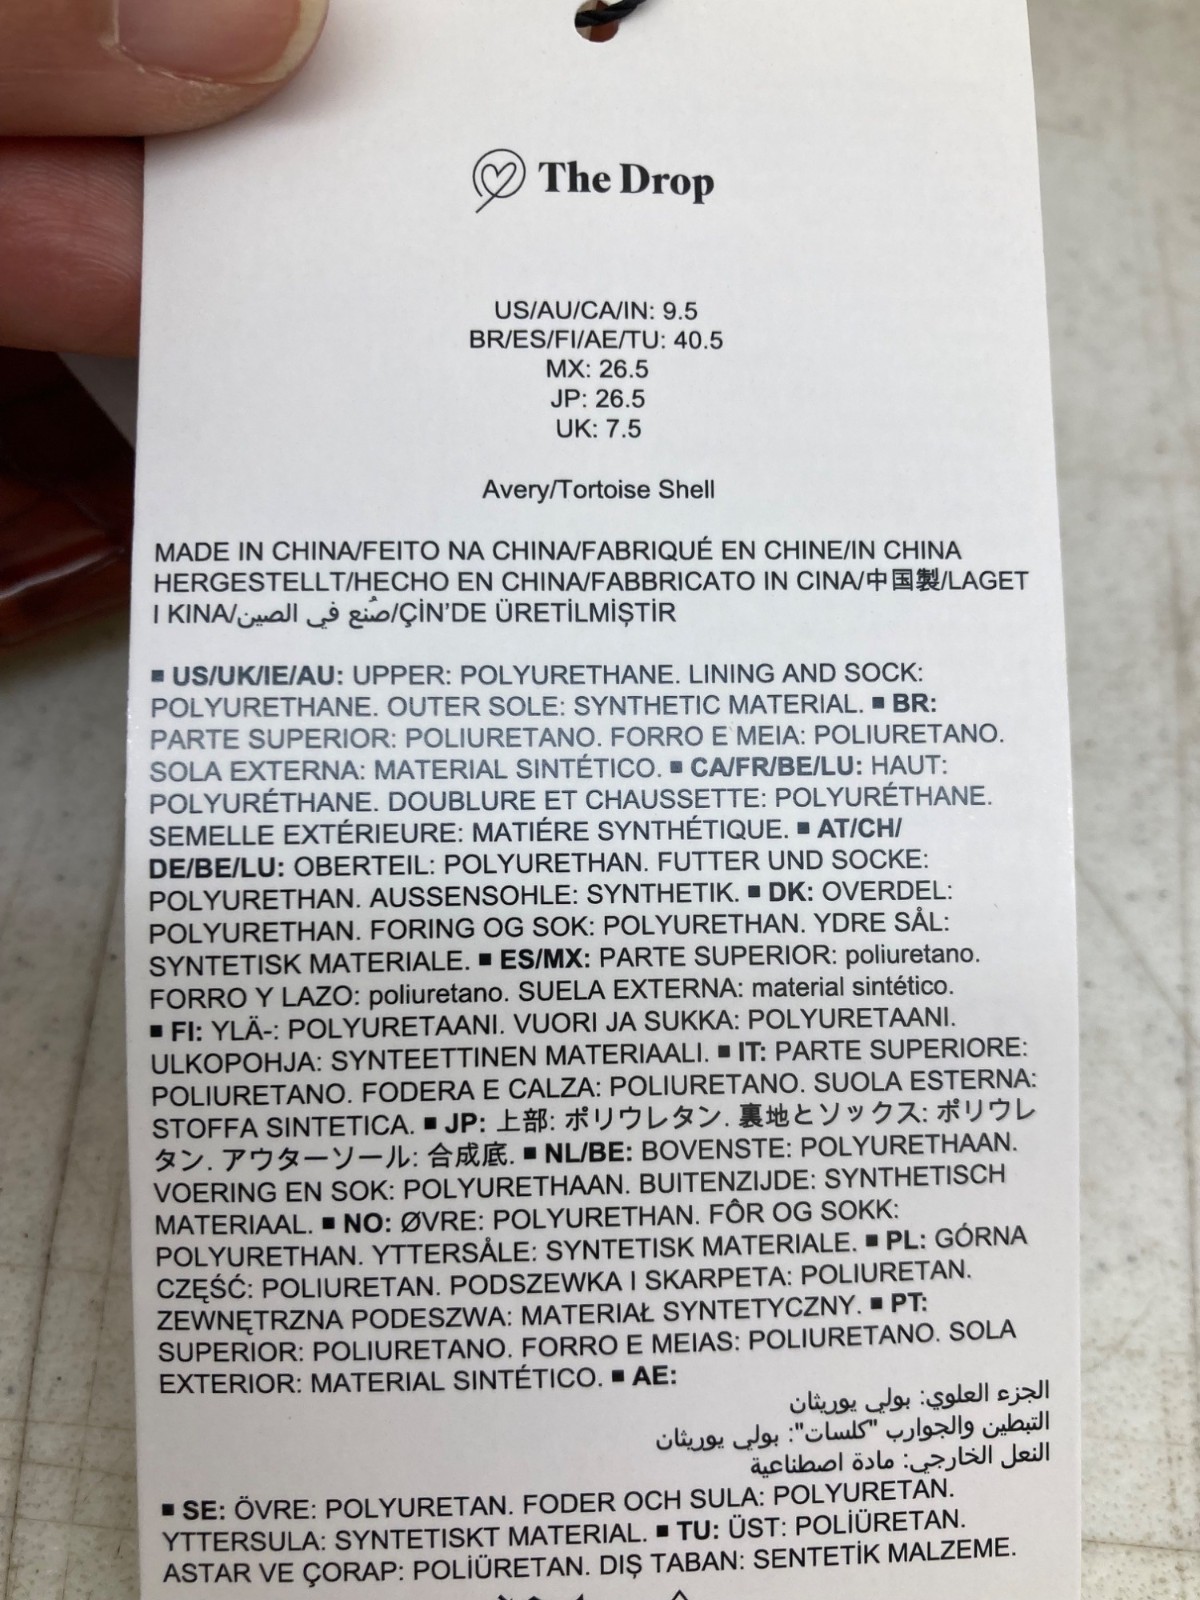 The Drop
US/AU/CA/IN: 9.5
BR/ES/FI/AE/TU: 40.5
MX: 26.5
JP: 26.5
UK: 7.5
Avery/Tortoise Shell
MADE IN CHINA/FEITO NA CHINA/FABRIQUÉ EN CHINE/IN CHINA
HERGESTELLT/HECHO EN CHINA/FABBRICATO IN CINA/中国製/LAGET
I KINA/صُنع في الصين/ÇİN'DE ÜRETİLMİŞTİR
▪ US/UK/IE/AU: UPPER: POLYURETHANE. LINING AND SOCK:
POLYURETHANE. OUTER SOLE: SYNTHETIC MATERIAL. ▪ BR:
PARTE SUPERIOR: POLIURETANO. FORRO E MEIA: POLIURETANO.
SOLA EXTERNA: MATERIAL SINTÉTICO. ▪ CA/FR/BE/LU: HAUT:
POLYURÉTHANE. DOUBLURE ET CHAUSSETTE: POLYURÉTHANE.
SEMELLE EXTÉRIEURE: MATIÉRE SYNTHÉTIQUE. ▪ AT/CH/
DE/BE/LU: OBERTEIL: POLYURETHAN. FUTTER UND SOCKE:
POLYURETHAN. AUSSENSOHLE: SYNTHETIK. ▪ DK: OVERDEL:
POLYURETHAN. FORING OG SOK: POLYURETHAN. YDRE SÅL:
SYNTETISK MATERIALE. ▪ ES/MX: PARTE SUPERIOR: poliuretano.
FORRO Y LAZO: poliuretano. SUELA EXTERNA: material sintético.
▪ FI: YLÄ-: POLYURETAANI. VUORI JA SUKKA: POLYURETAANI.
ULKOPOHJA: SYNTEETTINEN MATERIAALI. ▪ IT: PARTE SUPERIORE:
POLIURETANO. FODERA E CALZA: POLIURETANO. SUOLA ESTERNA:
STOFFA SINTETICA. ▪ JP: 上部: ポリウレタン. 裏地とソックス: ポリウレ
タン. アウターソール: 合成底. ▪ NL/BE: BOVENSTE: POLYURETHAAN.
VOERING EN SOK: POLYURETHAAN. BUITENZIJDE: SYNTHETISCH
MATERIAAL. ▪ NO: ØVRE: POLYURETHAN. FÔR OG SOKK:
POLYURETHAN. YTTERSÅLE: SYNTETISK MATERIALE. ▪ PL: GÓRNA
CZĘŚĆ: POLIURETAN. PODSZEWKA I SKARPETA: POLIURETAN.
ZEWNĘTRZNA PODESZWA: MATERIAŁ SYNTETYCZNY. ▪ PT:
SUPERIOR: POLIURETANO. FORRO E MEIAS: POLIURETANO. SOLA
EXTERIOR: MATERIAL SINTÉTICO. ▪ AE:
الجزء العلوي: بولي يوريثان
التبطين والجوارب "كلسات": بولي يوريثان
النعل الخارجي: مادة اصطناعية
▪ SE: ÖVRE: POLYURETAN. FODER OCH SULA: POLYURETAN.
YTTERSULA: SYNTETISKT MATERIAL. ▪ TU: ÜST: POLİÜRETAN.
ASTAR VE ÇORAP: POLİÜRETAN. DIŞ TABAN: SENTETİK MALZEME.